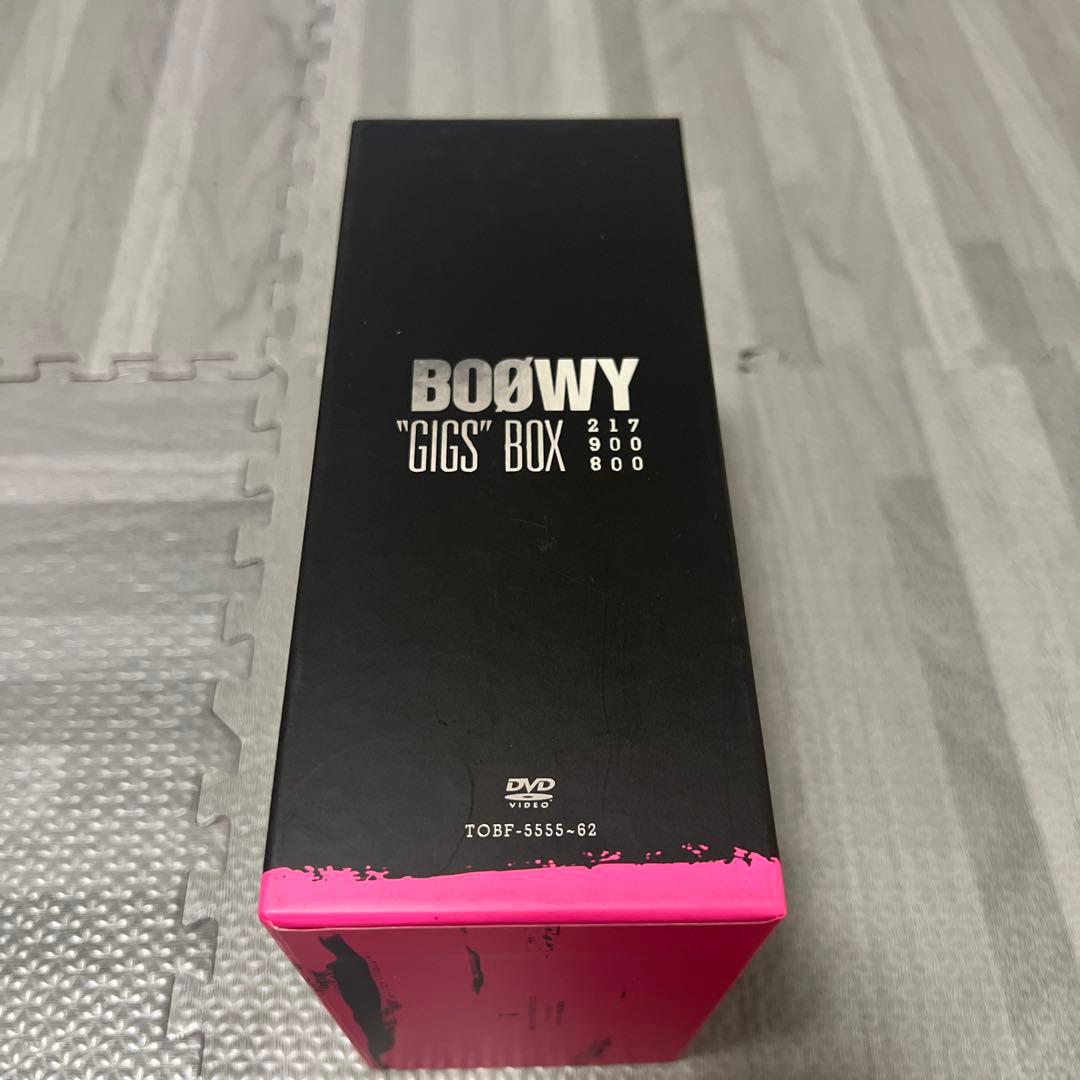 BOØWY
"GIGS" BOX
217
900
800
DVD
VIDEO
TOBF-5555~62